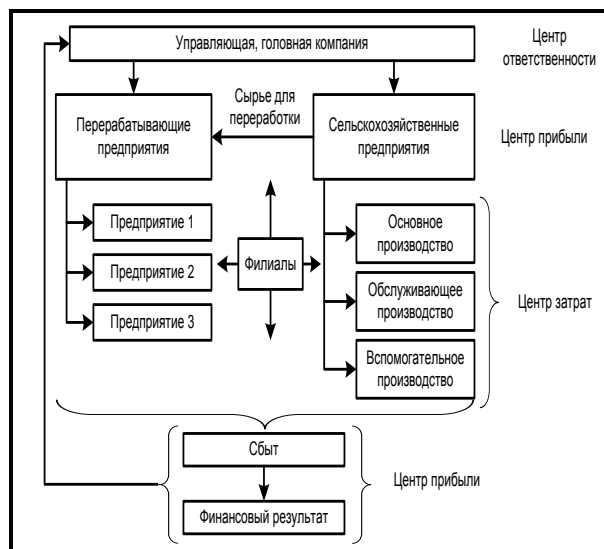 Управляющая, головная компания
Центр
ответственности
Сырье для
переработки
Перерабатывающие
предприятия
Сельскохозяйственные
предприятия
Центр прибыли
Предприятие 1
Предприятие 2
Предприятие 3
Филиалы
Основное
производство
Обслуживающее
производство
Вспомогательное
производство
Центр затрат
Сбыт
Финансовый результат
Центр прибыли